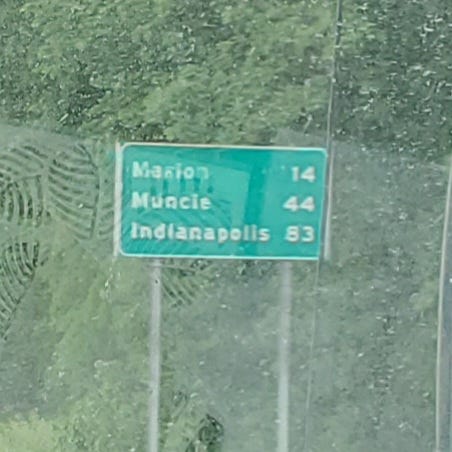 Marion 14
Muncie 44
Indianapolis 83